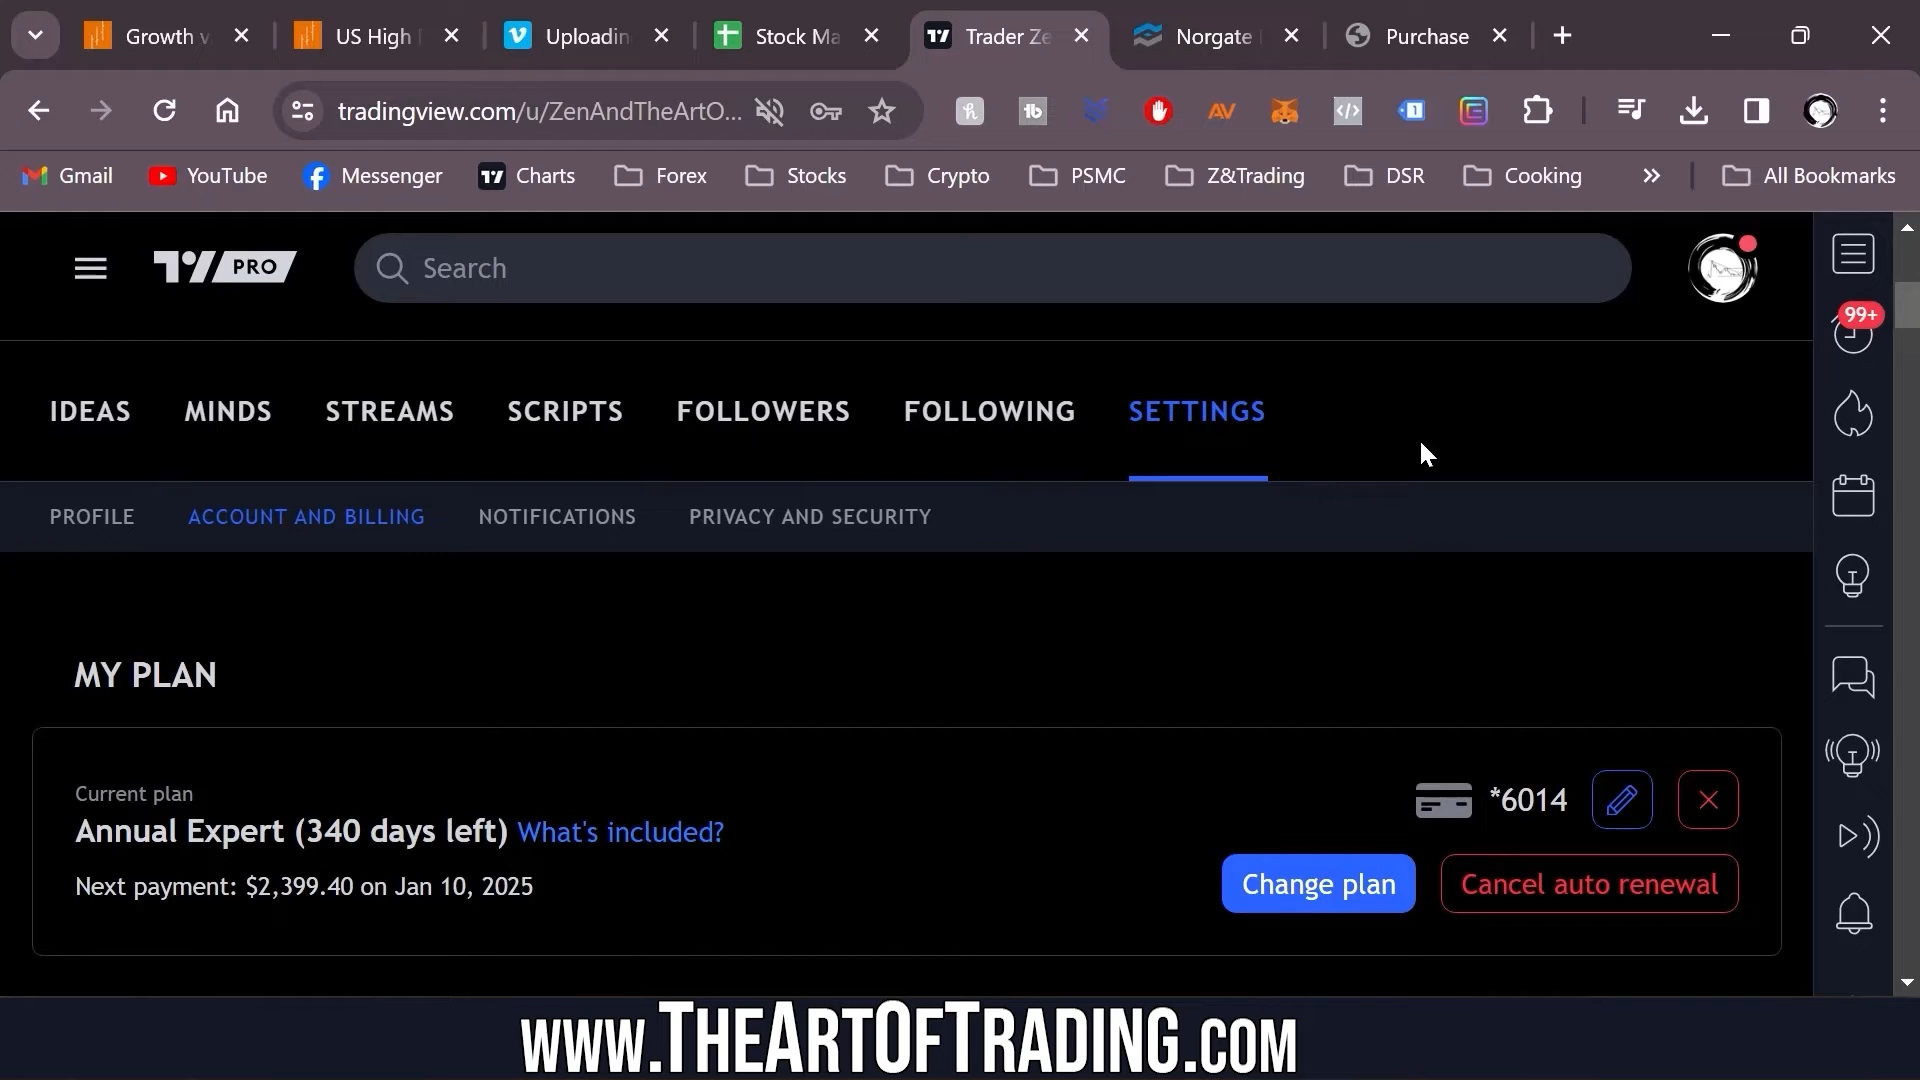 Growth v
US High
Uploadin
Stock Ma
Trader Ze
Norgate
Purchase
tradingview.com/u/ZenAndTheArtO...
Gmail
YouTube
Messenger
Charts
Forex
Stocks
Crypto
PSMC
Z&Trading
DSR
Cooking
All Bookmarks
PRO
Search
99+
IDEAS
MINDS
STREAMS
SCRIPTS
FOLLOWERS
FOLLOWING
SETTINGS
PROFILE
ACCOUNT AND BILLING
NOTIFICATIONS
PRIVACY AND SECURITY
MY PLAN
Current plan
Annual Expert (340 days left) What's included?
Next payment: $2,399.40 on Jan 10, 2025
*6014
Change plan
Cancel auto renewal
www.TheArtOfTrading.com